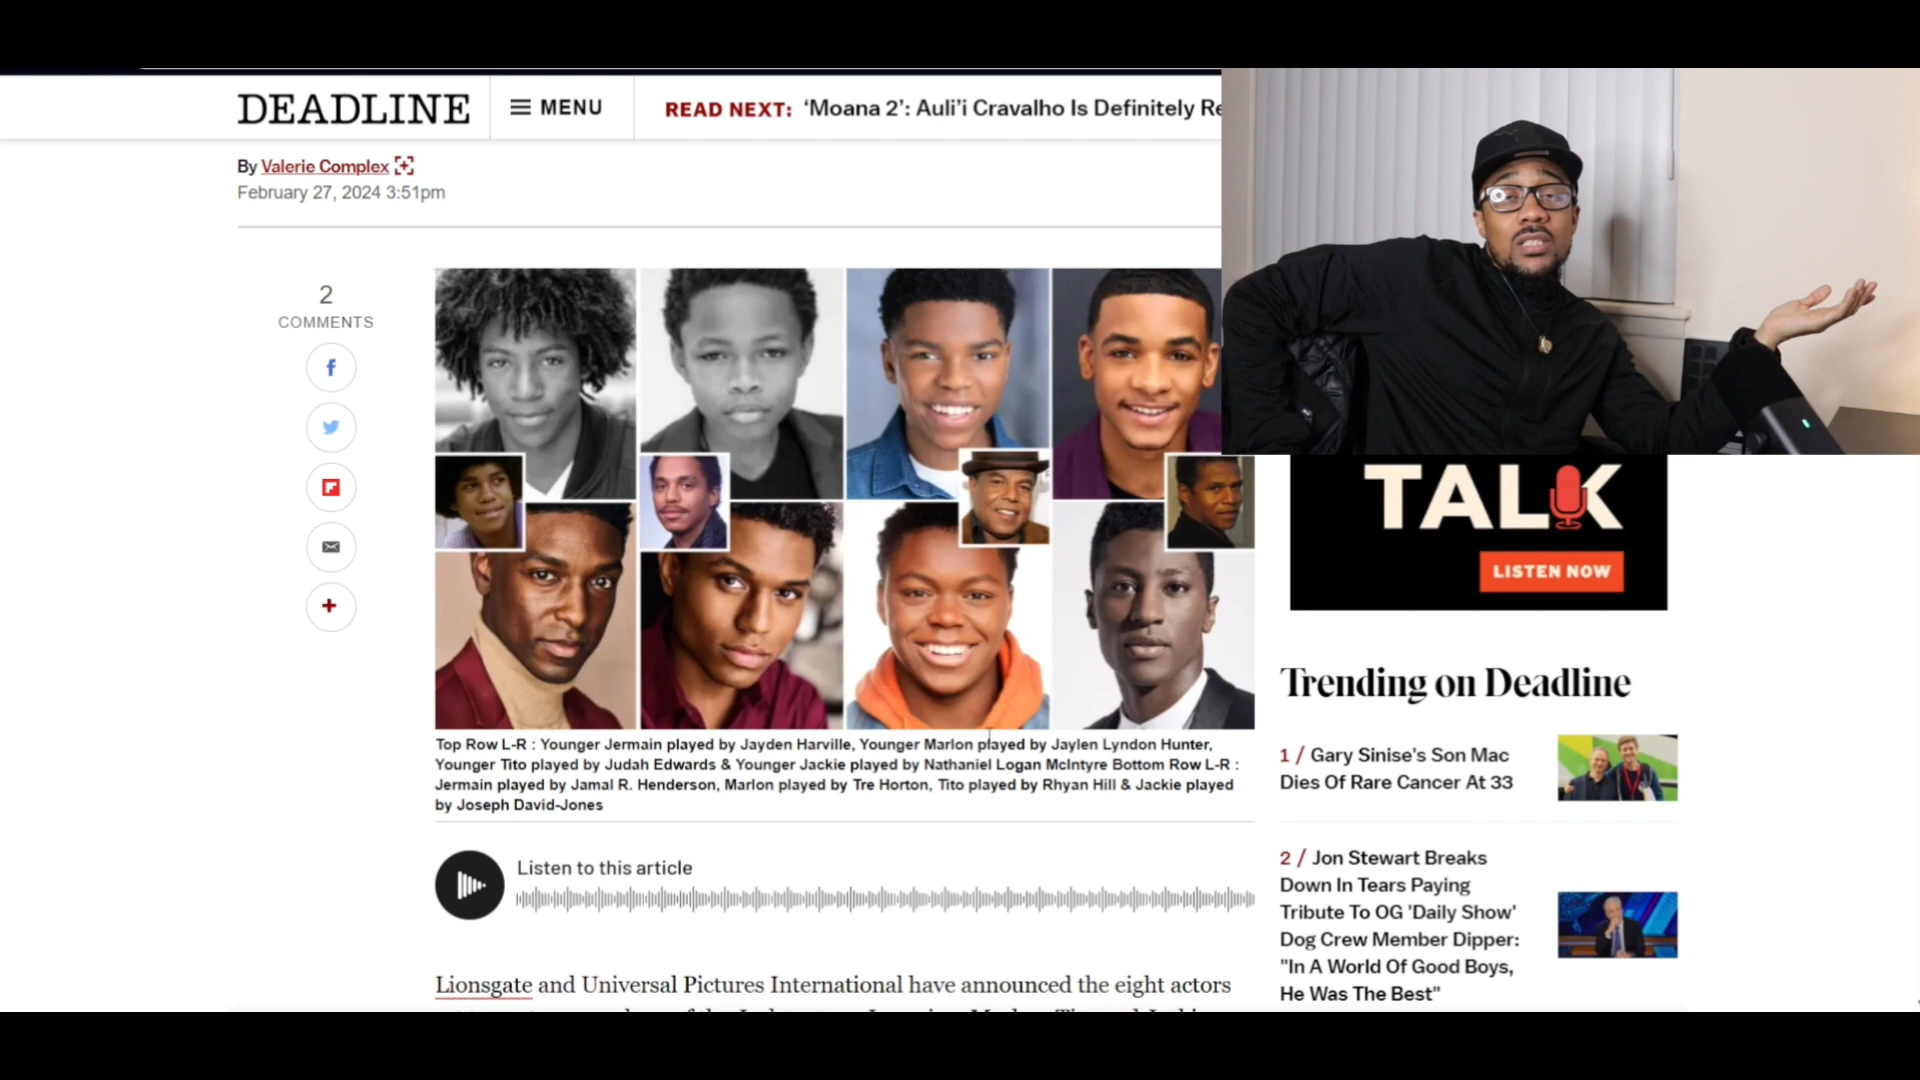 DEADLINE
MENU
READ NEXT: ‘Moana 2’: Auli’i Cravalho Is Definitely Re
By Valerie Complex
February 27, 2024 3:51pm
2
COMMENTS
Top Row L-R : Younger Jermain played by Jayden Harville, Younger Marlon played by Jaylen Lyndon Hunter,
Younger Tito played by Judah Edwards & Younger Jackie played by Nathaniel Logan McIntyre Bottom Row L-R :
Jermain played by Jamal R. Henderson, Marlon played by Tre Horton, Tito played by Rhyan Hill & Jackie played
by Joseph David-Jones
Listen to this article
Lionsgate and Universal Pictures International have announced the eight actors
TALK
LISTEN NOW
Trending on Deadline
1 / Gary Sinise's Son Mac
Dies Of Rare Cancer At 33
2 / Jon Stewart Breaks
Down In Tears Paying
Tribute To OG 'Daily Show'
Dog Crew Member Dipper:
"In A World Of Good Boys,
He Was The Best"